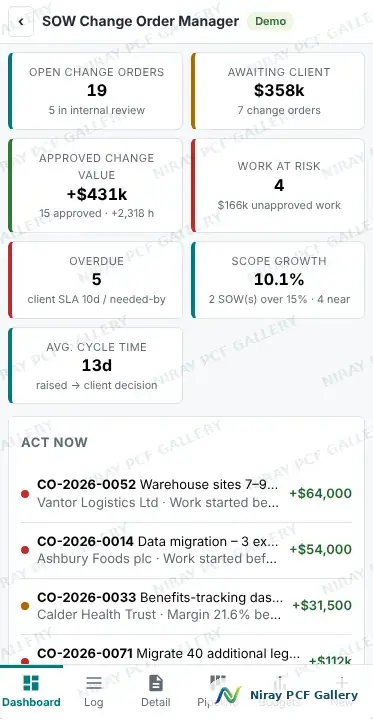 SOW Change Order Manager Demo
OPEN CHANGE ORDERS
19
5 in internal review
AWAITING CLIENT
$358k
7 change orders
APPROVED CHANGE
VALUE
+$431k
15 approved · +2,318 h
WORK AT RISK
4
$166k unapproved work
OVERDUE
5
client SLA 10d / needed-by
SCOPE GROWTH
10.1%
2 SOW(s) over 15% · 4 near
AVG. CYCLE TIME
13d
raised → client decision
ACT NOW
CO-2026-0052 Warehouse sites 7–9...
Vantor Logistics Ltd · Work started be...
+$64,000
CO-2026-0014 Data migration – 3 ex...
Ashbury Foods plc · Work started bef...
+$54,000
CO-2026-0033 Benefits-tracking das...
Calder Health Trust · Margin 21.6% be...
+$31,500
CO-2026-0071 Migrate 40 additional leg...
+$112k
Dashboard
Log
Detail
Niray PCF Gallery
NIRAY PCF GALLERY